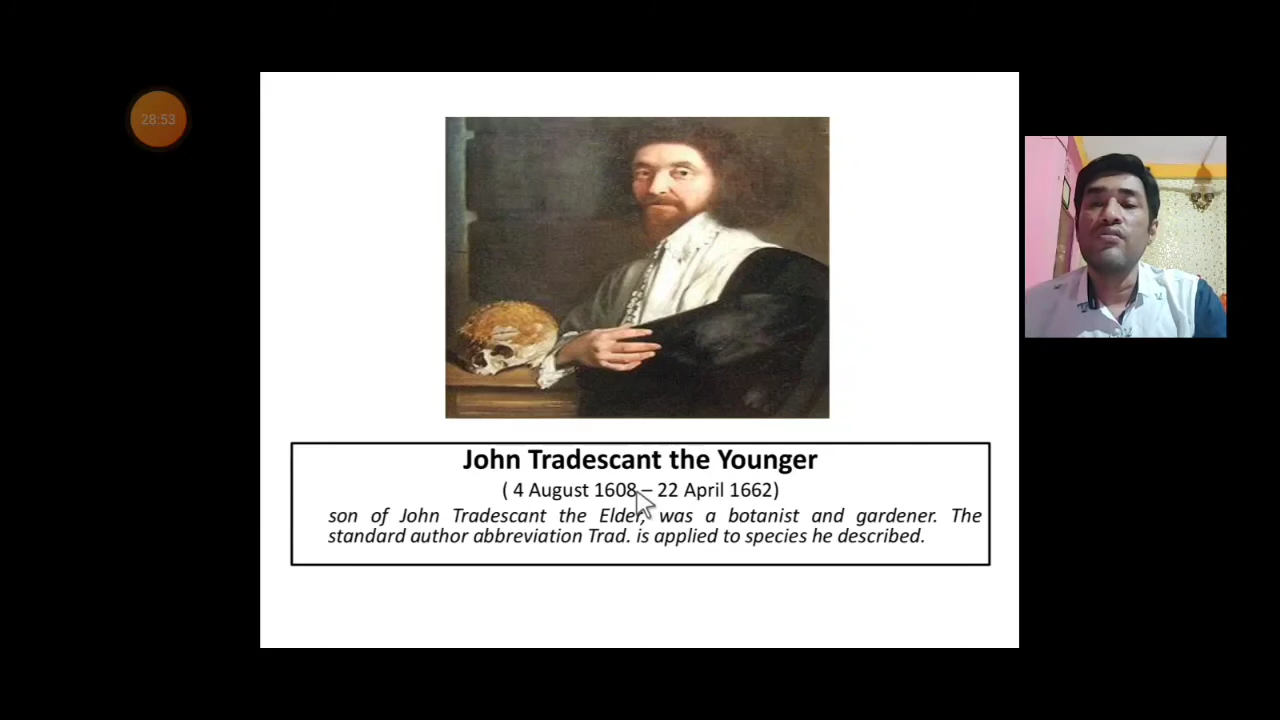 28:53
John Tradescant the Younger
( 4 August 1608 – 22 April 1662)
son of John Tradescant the Elder, was a botanist and gardener. The
standard author abbreviation Trad. is applied to species he described.